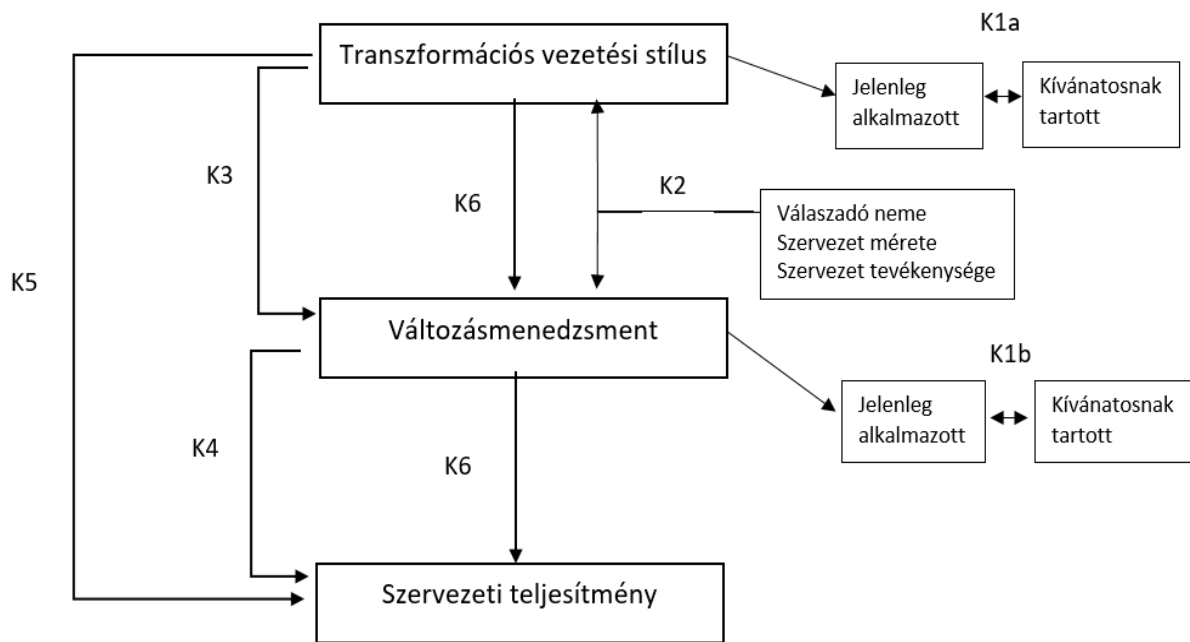 K1a
Transzformációs vezetési stílus
Jelenleg
alkalmazott
Kívánatosnak
tartott
K3
K6
K2
Válaszadó neme
Szervezet mérete
Szervezet tevékenysége
K5
Változásmenedzsment
K1b
Jelenleg
alkalmazott
Kívánatosnak
tartott
K4
K6
Szervezeti teljesítmény